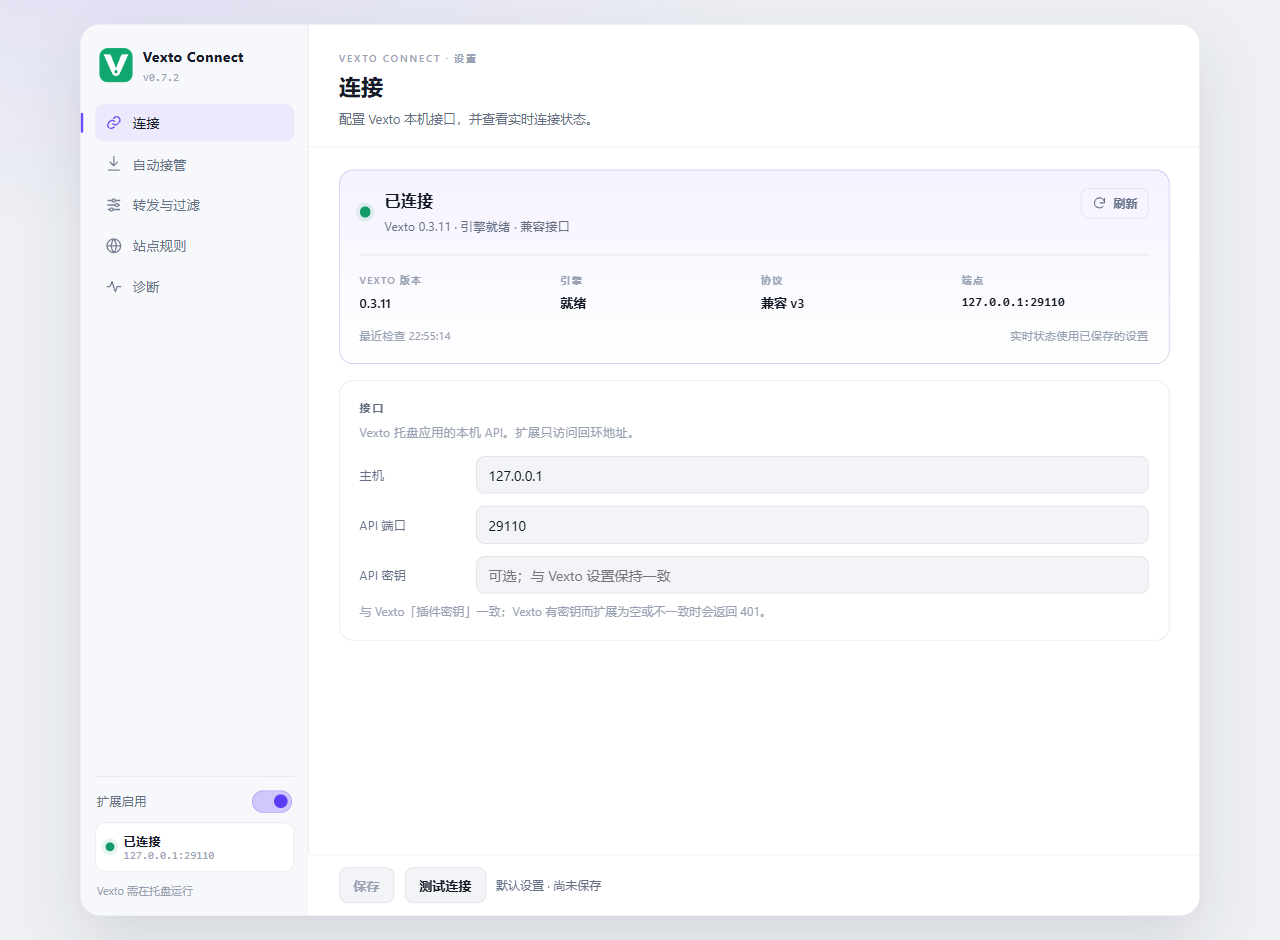 Vexto Connect
v0.7.2
连接
自动接管
转发与过滤
站点规则
诊断
扩展启用
已连接
127.0.0.1:29110
Vexto 需在托盘运行
VEXTO CONNECT · 设置
连接
配置 Vexto 本机接口，并查看实时连接状态。
已连接
Vexto 0.3.11 · 引擎就绪 · 兼容接口
刷新
VEXTO 版本 引擎 协议 端点
0.3.11 就绪 兼容 v3 127.0.0.1:29110
最近检查 22:55:14 实时状态使用已保存的设置
接口
Vexto 托盘应用的本机 API。扩展只访问回环地址。
主机 127.0.0.1
API 端口 29110
API 密钥 可选；与 Vexto 设置保持一致
与 Vexto「插件密钥」一致；Vexto 有密钥而扩展为空或不一致时会返回 401。
保存 测试连接 默认设置 · 尚未保存